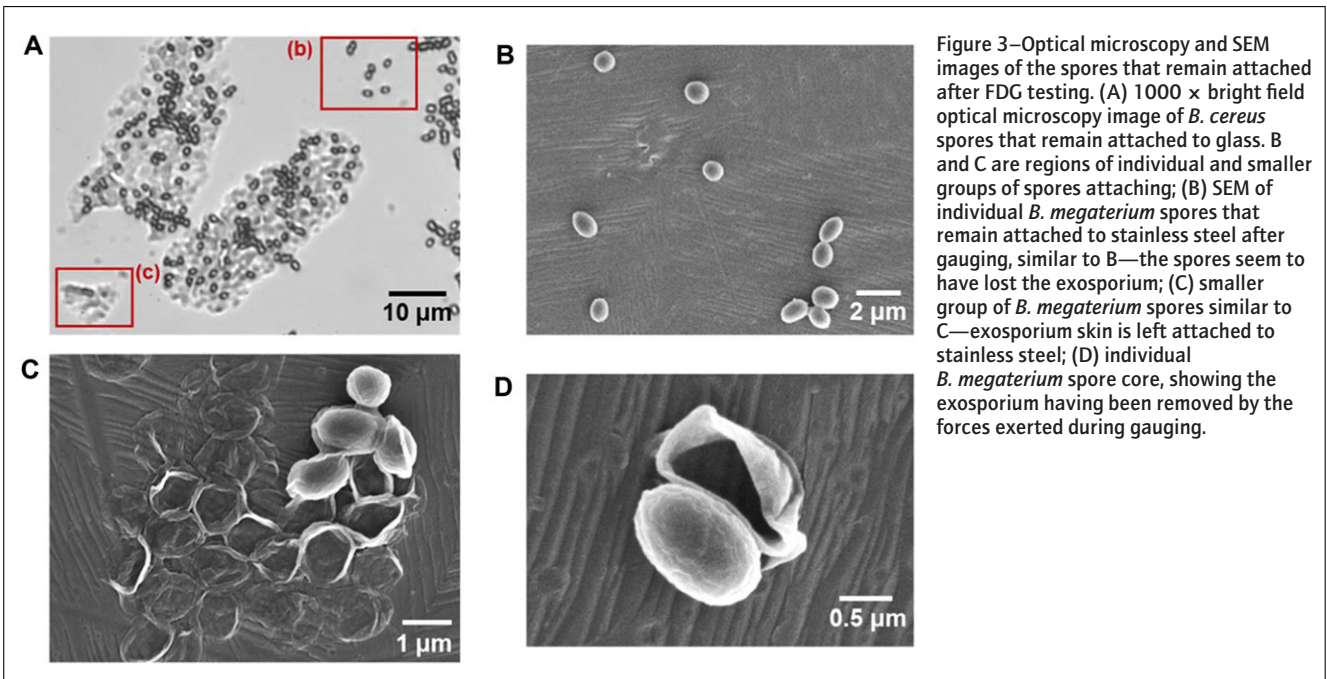 A
(b)
(c)
10 μm
B
2 μm
C
1 μm
D
0.5 μm
Figure 3–Optical microscopy and SEM
images of the spores that remain attached
after FDG testing. (A) 1000 × bright field
optical microscopy image of B. cereus
spores that remain attached to glass. B
and C are regions of individual and smaller
groups of spores attaching; (B) SEM of
individual B. megaterium spores that
remain attached to stainless steel after
gauging, similar to B—the spores seem to
have lost the exosporium; (C) smaller
group of B. megaterium spores similar to
C—exosporium skin is left attached to
stainless steel; (D) individual
B. megaterium spore core, showing the
exosporium having been removed by the
forces exerted during gauging.